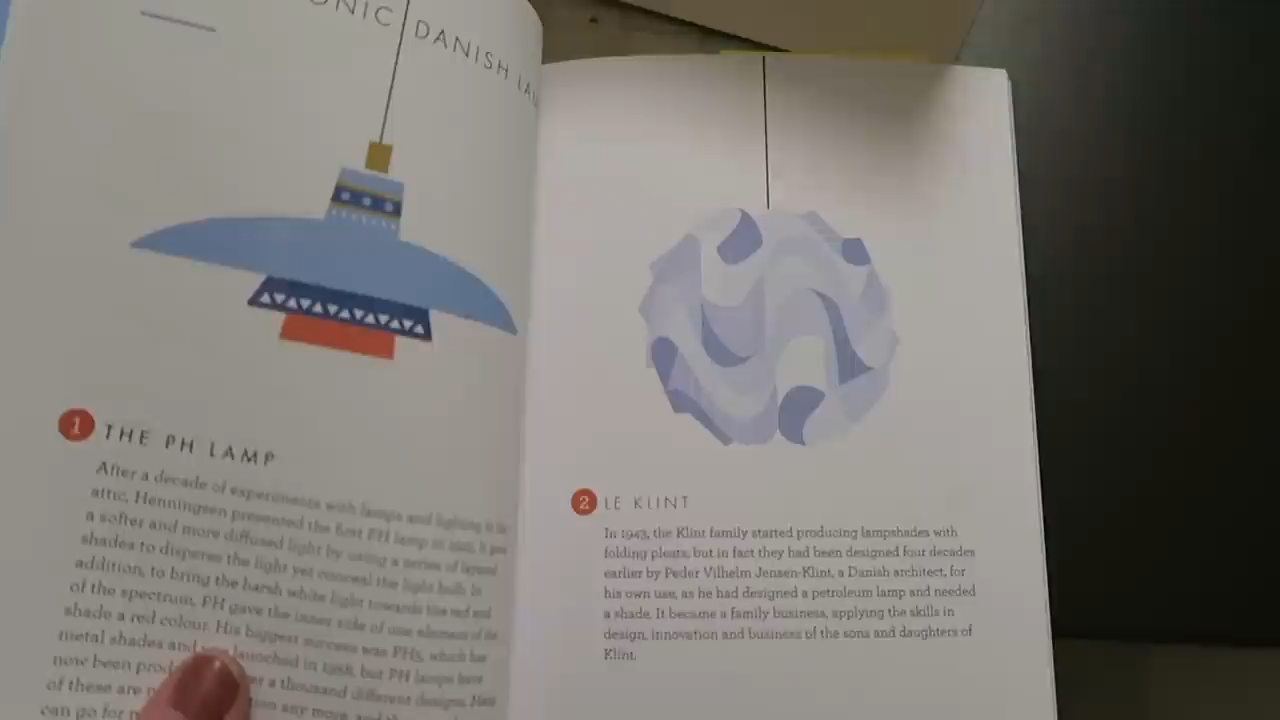 ONIC DANISH LA
1 THE PH LAMP
After a decade of experiments with lamps and lighting in
attic, Henningsen presented the first PH lamp in
a softer and more diffused light by using a series of layered
shades to disperse the light yet conceal the light bulb. In
addition, to bring the harsh white light towards the red end
of the spectrum, PH gave the inner side of one element of the
shade a red colour. His biggest success was PH5, which has
metal shades and launched in 1958, but PH lamps have
now been a thousand different designs.
of these are any more, and
can go for
2 LE KLINT
In 1943, the Klint family started producing lampshades with
folding pleats, but in fact they had been designed four decades
earlier by Peder Vilhelm Jensen-Klint, a Danish architect, for
his own use, as he had designed a petroleum lamp and needed
a shade. It became a family business, applying the skills in
design, innovation and business of the sons and daughters of
Klint.